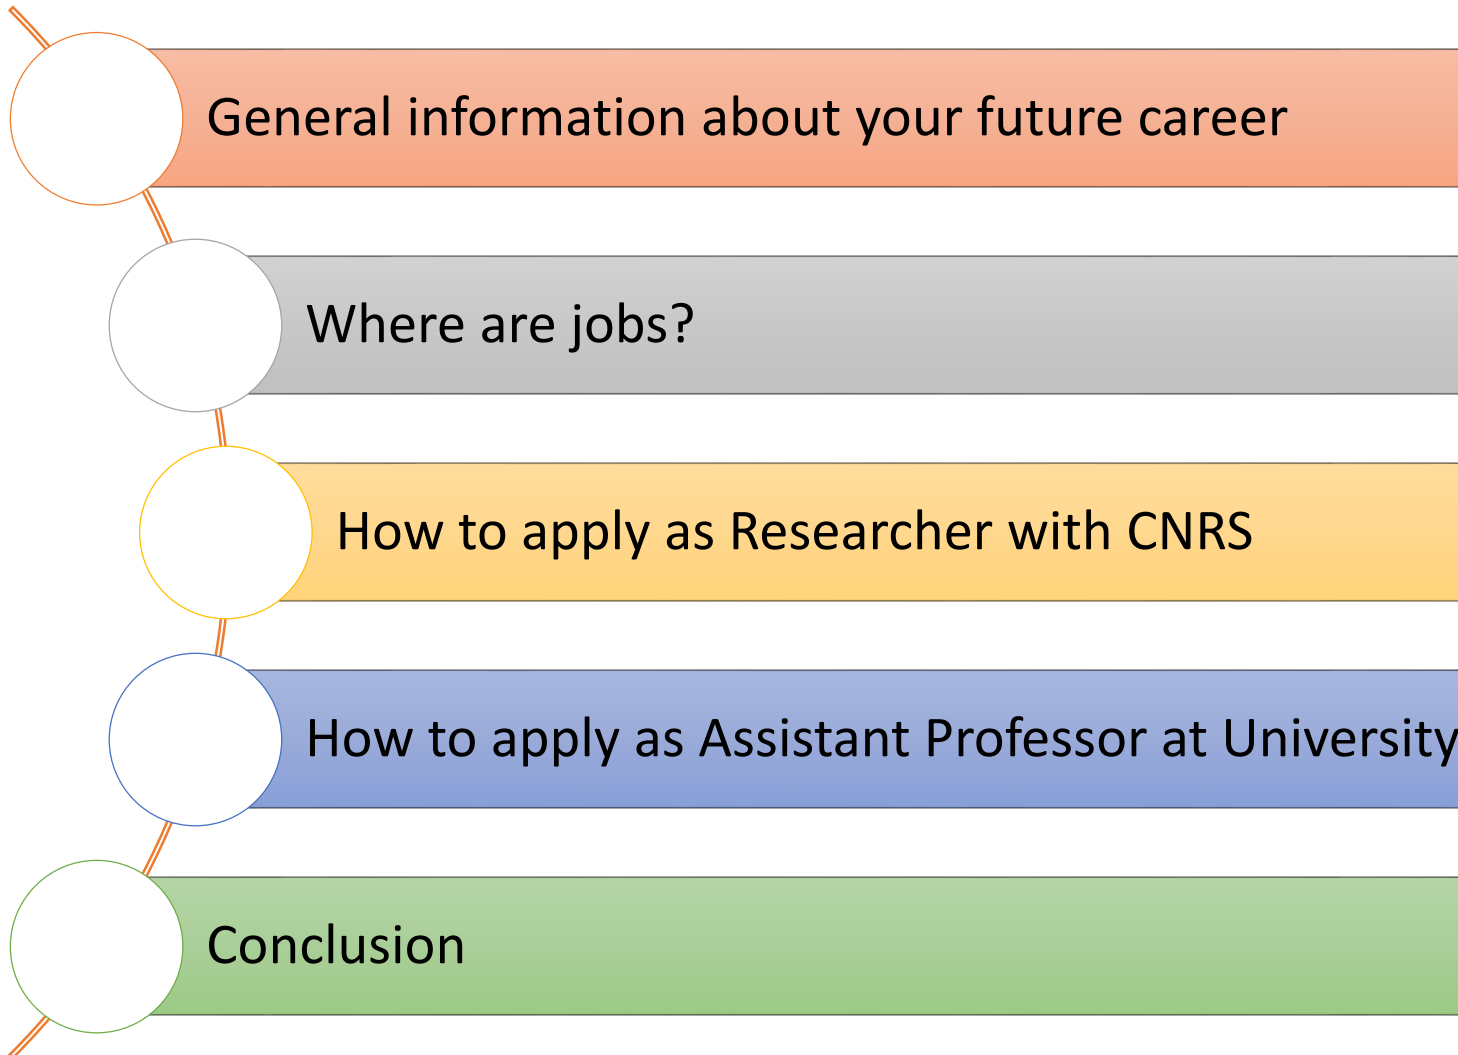 General information about your future career
Where are jobs?
How to apply as Researcher with CNRS
How to apply as Assistant Professor at University
Conclusion